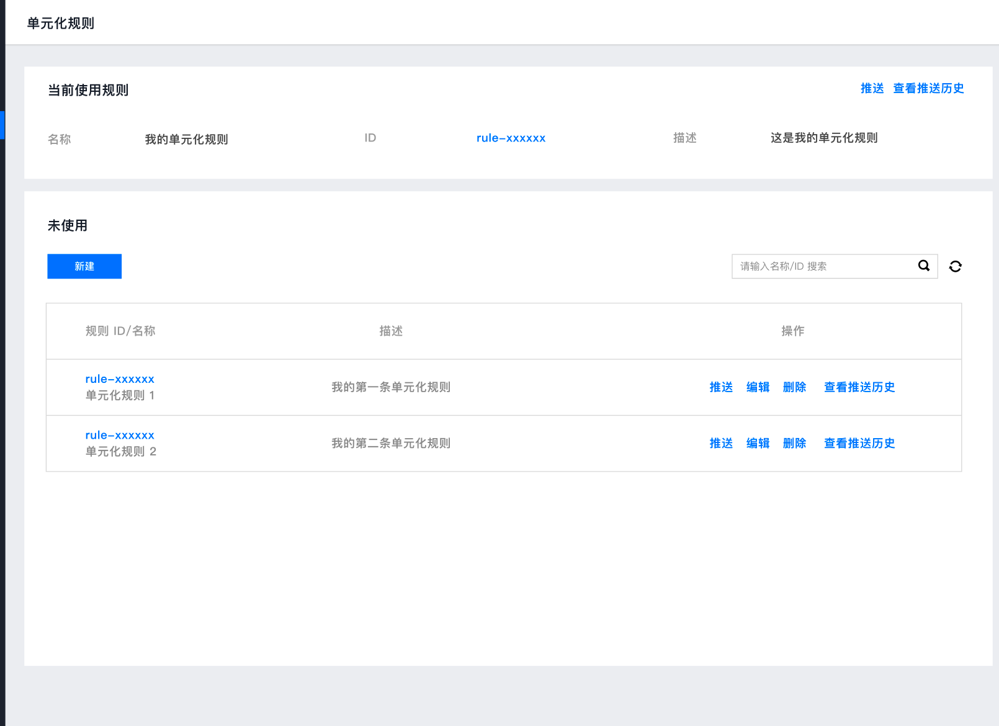 单元化规则
当前使用规则
推送 查看推送历史
名称 我的单元化规则 ID rule-xxxxxx 描述 这是我的单元化规则
未使用
新建
请输入名称/ID 搜索
规则 ID/名称 描述 操作
rule-xxxxxx
单元化规则 1
我的第一条单元化规则
推送 编辑 删除 查看推送历史
rule-xxxxxx
单元化规则 2
我的第二条单元化规则
推送 编辑 删除 查看推送历史